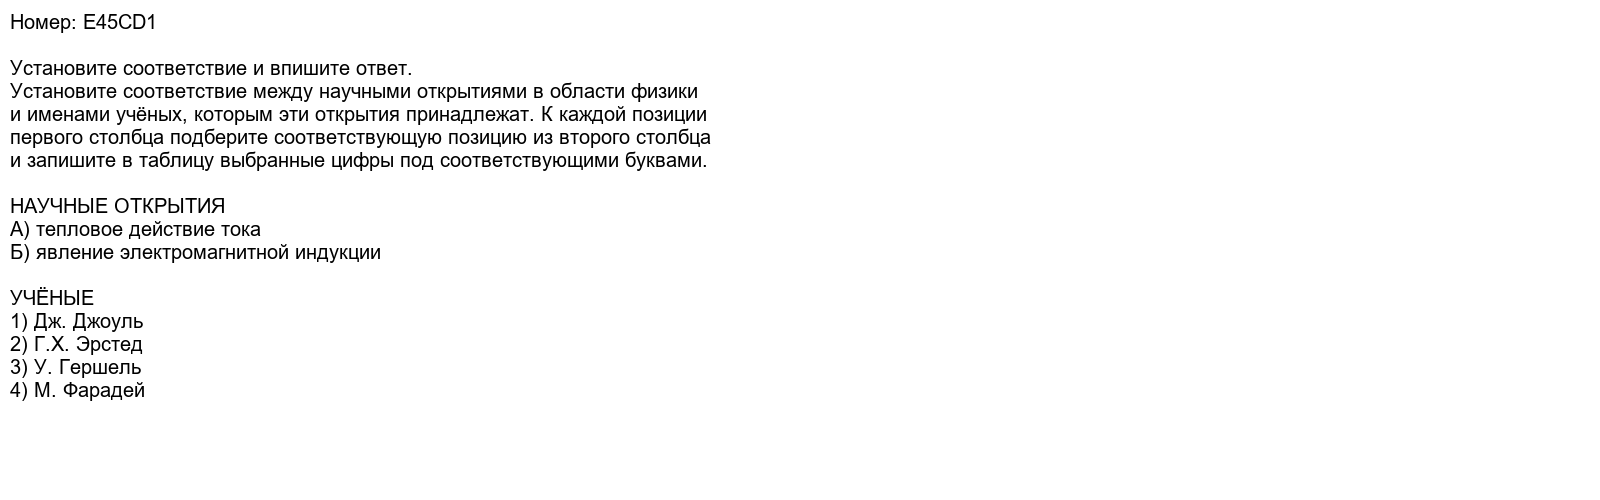 Номер: E45CD1
Установите соответствие и впишите ответ.
Установите соответствие между научными открытиями в области физики
и именами учёных, которым эти открытия принадлежат. К каждой позиции
первого столбца подберите соответствующую позицию из второго столбца
и запишите в таблицу выбранные цифры под соответствующими буквами.
НАУЧНЫЕ ОТКРЫТИЯ
А) тепловое действие тока
Б) явление электромагнитной индукции
УЧЁНЫЕ
1) Дж. Джоуль
2) Г.Х. Эрстед
3) У. Гершель
4) М. Фарадей